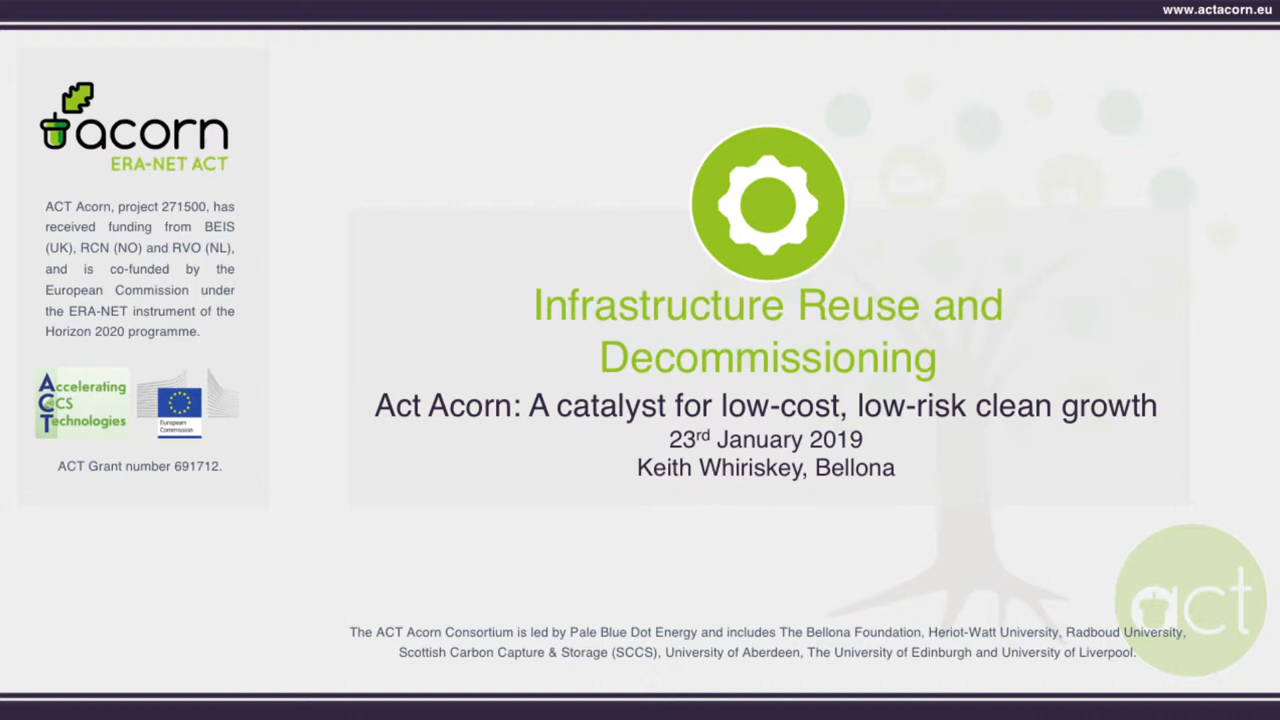 www.actacorn.eu
acorn
ERA-NET ACT
ACT Acorn, project 271500, has
received funding from BEIS
(UK), RCN (NO) and RVO (NL),
and is co-funded by the
European Commission under
the ERA-NET instrument of the
Horizon 2020 programme.
Accelerating
CCS
Technologies
European
Commission
ACT Grant number 691712.
Infrastructure Reuse and
Decommissioning
Act Acorn: A catalyst for low-cost, low-risk clean growth
23rd January 2019
Keith Whiriskey, Bellona
act
The ACT Acorn Consortium is led by Pale Blue Dot Energy and includes The Bellona Foundation, Heriot-Watt University, Radboud University,
Scottish Carbon Capture & Storage (SCCS), University of Aberdeen, The University of Edinburgh and University of Liverpool.